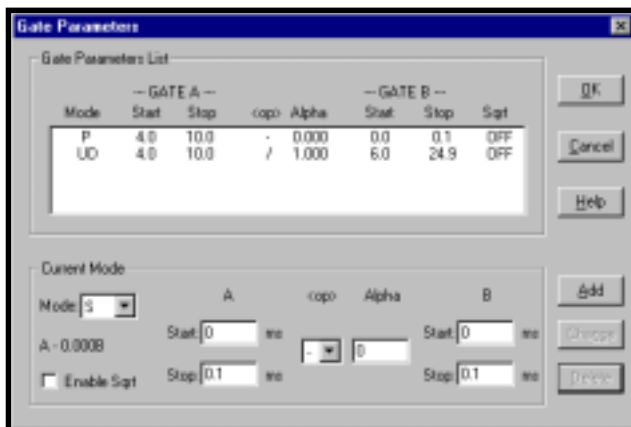 Gate Parameters
Gate Parameters List
-- GATE A -- -- GATE B --
Mode Start Stop <op> Alpha Start Stop Sqrt
P 4.0 10.0 - 0.000 0.0 0.1 OFF
UD 4.0 10.0 / 1.000 6.0 24.9 OFF
OK
Cancel
Help
Current Mode
A <op> Alpha B
Mode: S
Start: 0 ms - 0 Start: 0 ms
A - 0.000B
Enable Sqrt
Stop: 0.1 ms Stop: 0.1 ms
Add
Change
Delete